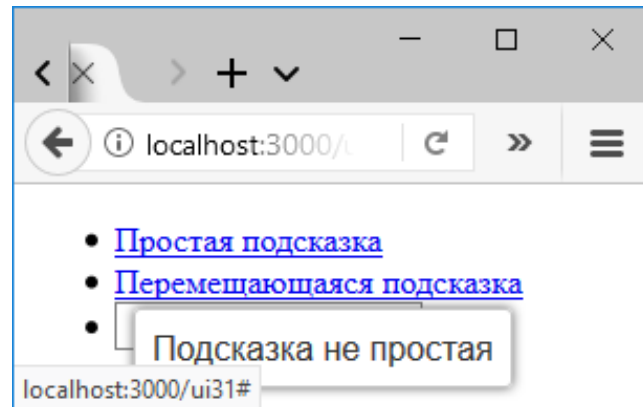 localhost:3000/
Простая подсказка
Перемещающаяся подсказка
Подсказка не простая
localhost:3000/ui31#